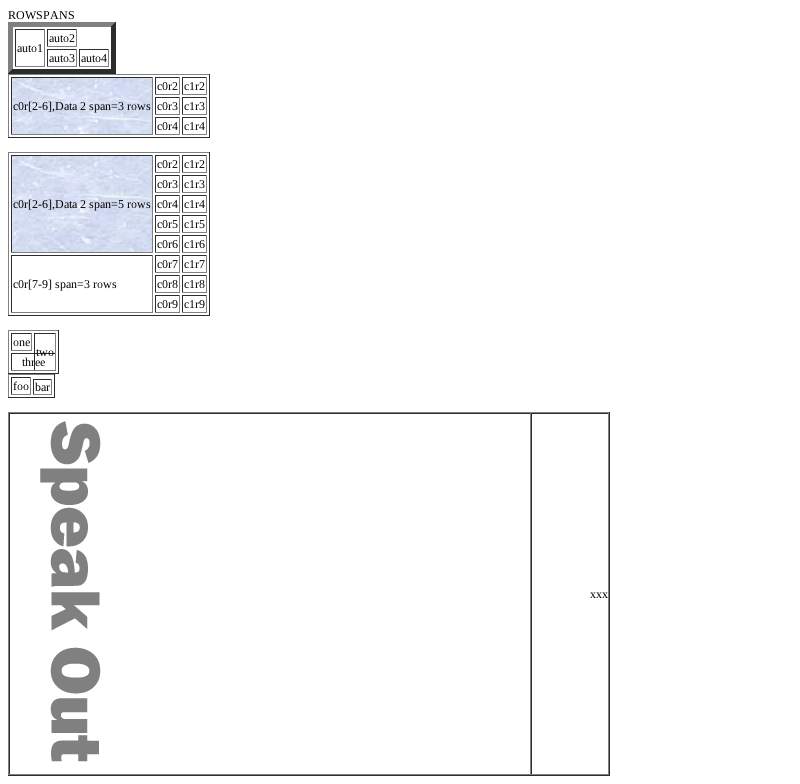 ROWSPANS
auto1 auto2
auto3 auto4
c0r[2-6],Data 2 span=3 rows c0r2 c1r2
c0r3 c1r3
c0r4 c1r4
c0r[2-6],Data 2 span=5 rows c0r2 c1r2
c0r3 c1r3
c0r4 c1r4
c0r5 c1r5
c0r6 c1r6
c0r[7-9] span=3 rows c0r7 c1r7
c0r8 c1r8
c0r9 c1r9
one two
three
foo bar
Speak Out
xxx